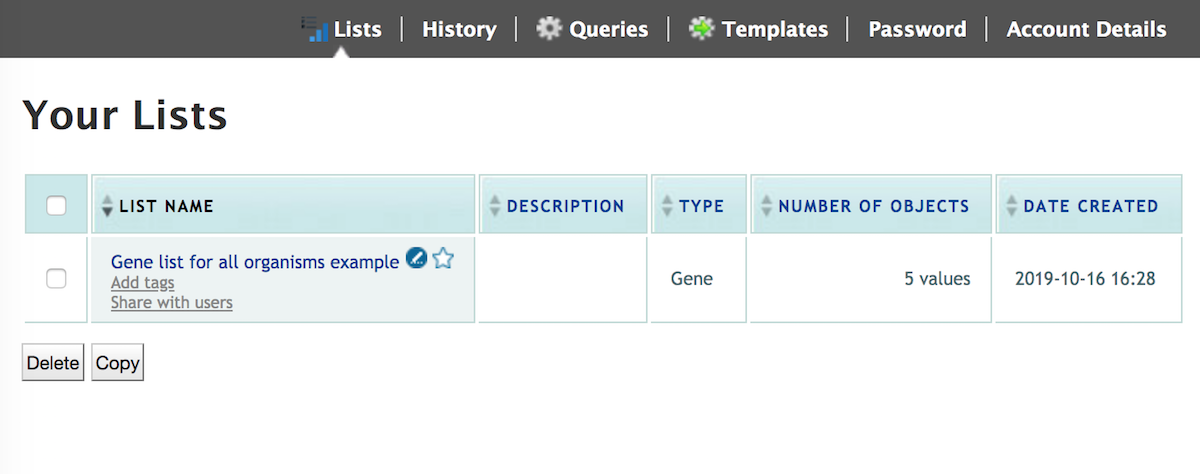 Lists History Queries Templates Password Account Details
Your Lists
LIST NAME DESCRIPTION TYPE NUMBER OF OBJECTS DATE CREATED
Gene list for all organisms example
Add tags
Share with users
Gene 5 values 2019-10-16 16:28
Delete Copy